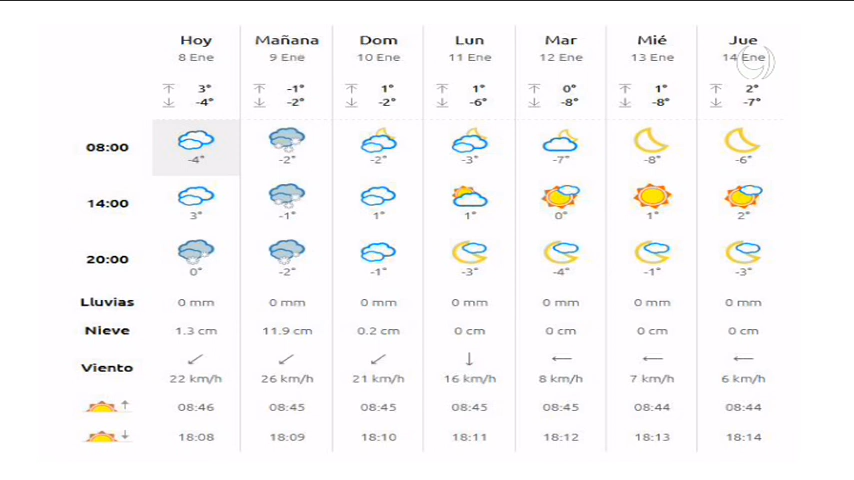 Hoy Mañana Dom Lun Mar Mié Jue
8 Ene 9 Ene 10 Ene 11 Ene 12 Ene 13 Ene 14 Ene
3° -1° 1° 1° 0° 1° 2°
-4° -2° -2° -6° -8° -8° -7°
08:00 -4° -2° -2° -3° -7° -8° -6°
14:00 3° -1° 1° 1° 0° 1° 2°
20:00 0° -2° -1° -3° -4° -1° -3°
Lluvias 0 mm 0 mm 0 mm 0 mm 0 mm 0 mm 0 mm
Nieve 1.3 cm 11.9 cm 0.2 cm 0 cm 0 cm 0 cm 0 cm
Viento 22 km/h 26 km/h 21 km/h 16 km/h 8 km/h 7 km/h 6 km/h
08:46 08:45 08:45 08:45 08:45 08:44 08:44
18:08 18:09 18:10 18:11 18:12 18:13 18:14